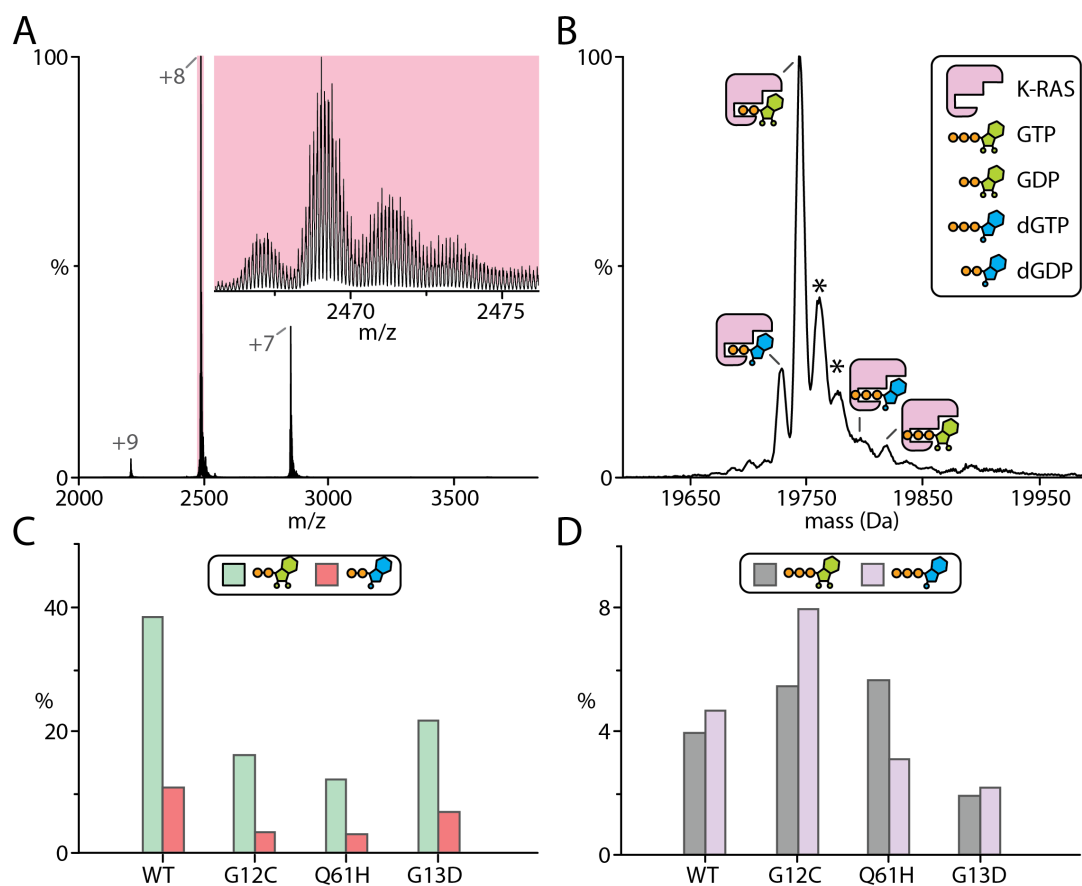 A
100
%
0
+8
+7
+9
2000
2500
3000
3500
m/z
2470
2475
m/z
B
100
%
0
*
*
19650
19750
19850
19950
mass (Da)
K-RAS
GTP
GDP
dGTP
dGDP
C
40
%
20
0
WT
G12C
Q61H
G13D
D
8
%
4
0
WT
G12C
Q61H
G13D